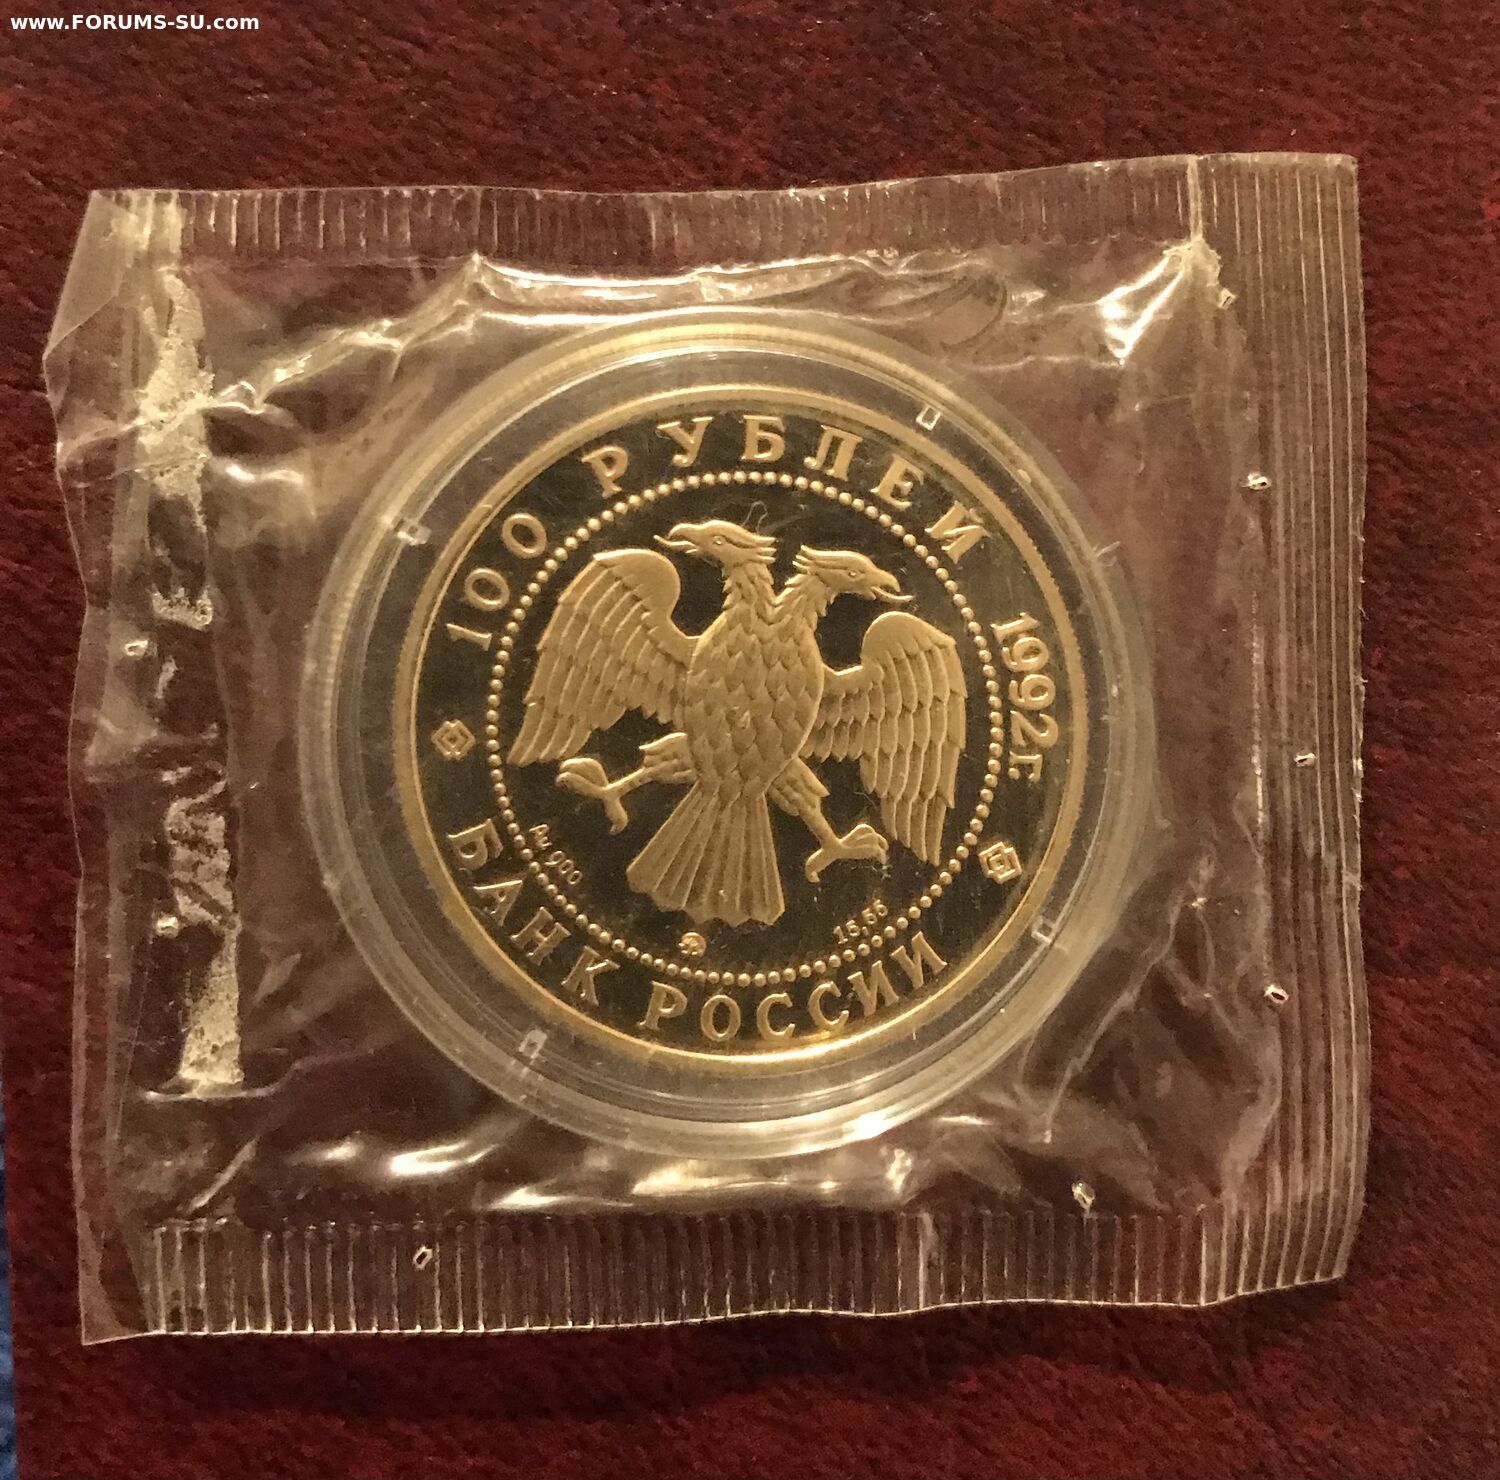 www.FORUMS-SU.com
100 РУБЛЕЙ
1992г.
Au 900
15,55
БАНК РОССИИ